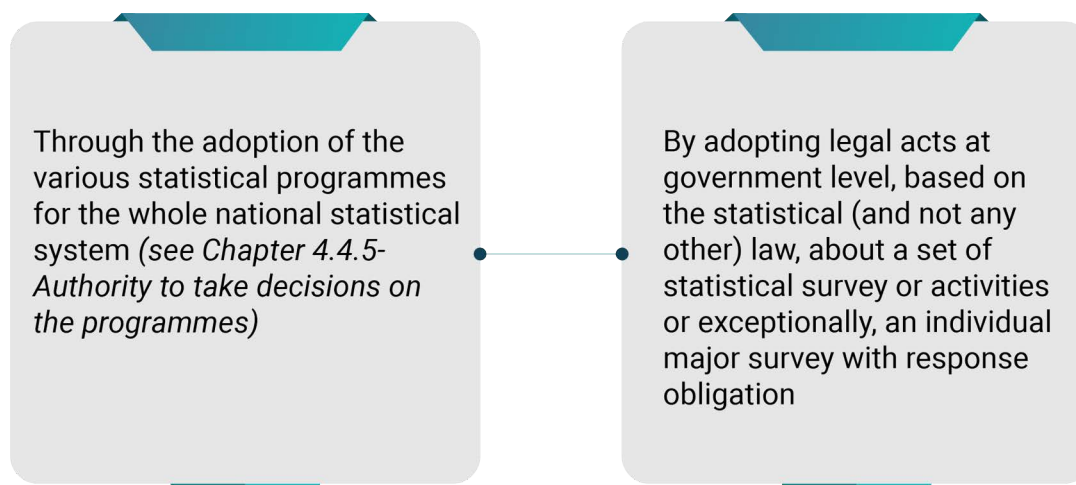 Through the adoption of the
various statistical programmes
for the whole national statistical
system (see Chapter 4.4.5-
Authority to take decisions on
the programmes)
By adopting legal acts at
government level, based on
the statistical (and not any
other) law, about a set of
statistical survey or activities
or exceptionally, an individual
major survey with response
obligation